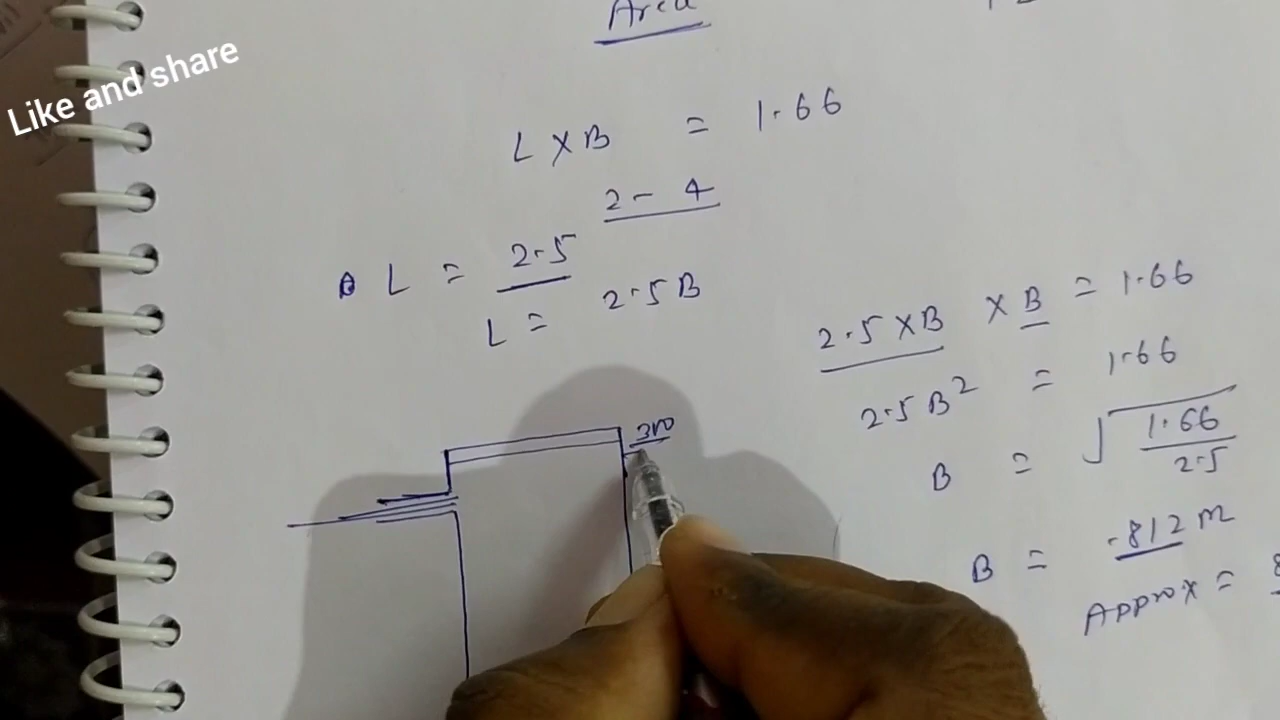 Like and share
Area
L × B = 1.66
2 - 4
L = 2.5
L = 2.5 B
2.5 × B × B = 1.66
2.5 B² = 1.66
B = √ 1.66 / 2.5
B = .812 m
Approx =
300